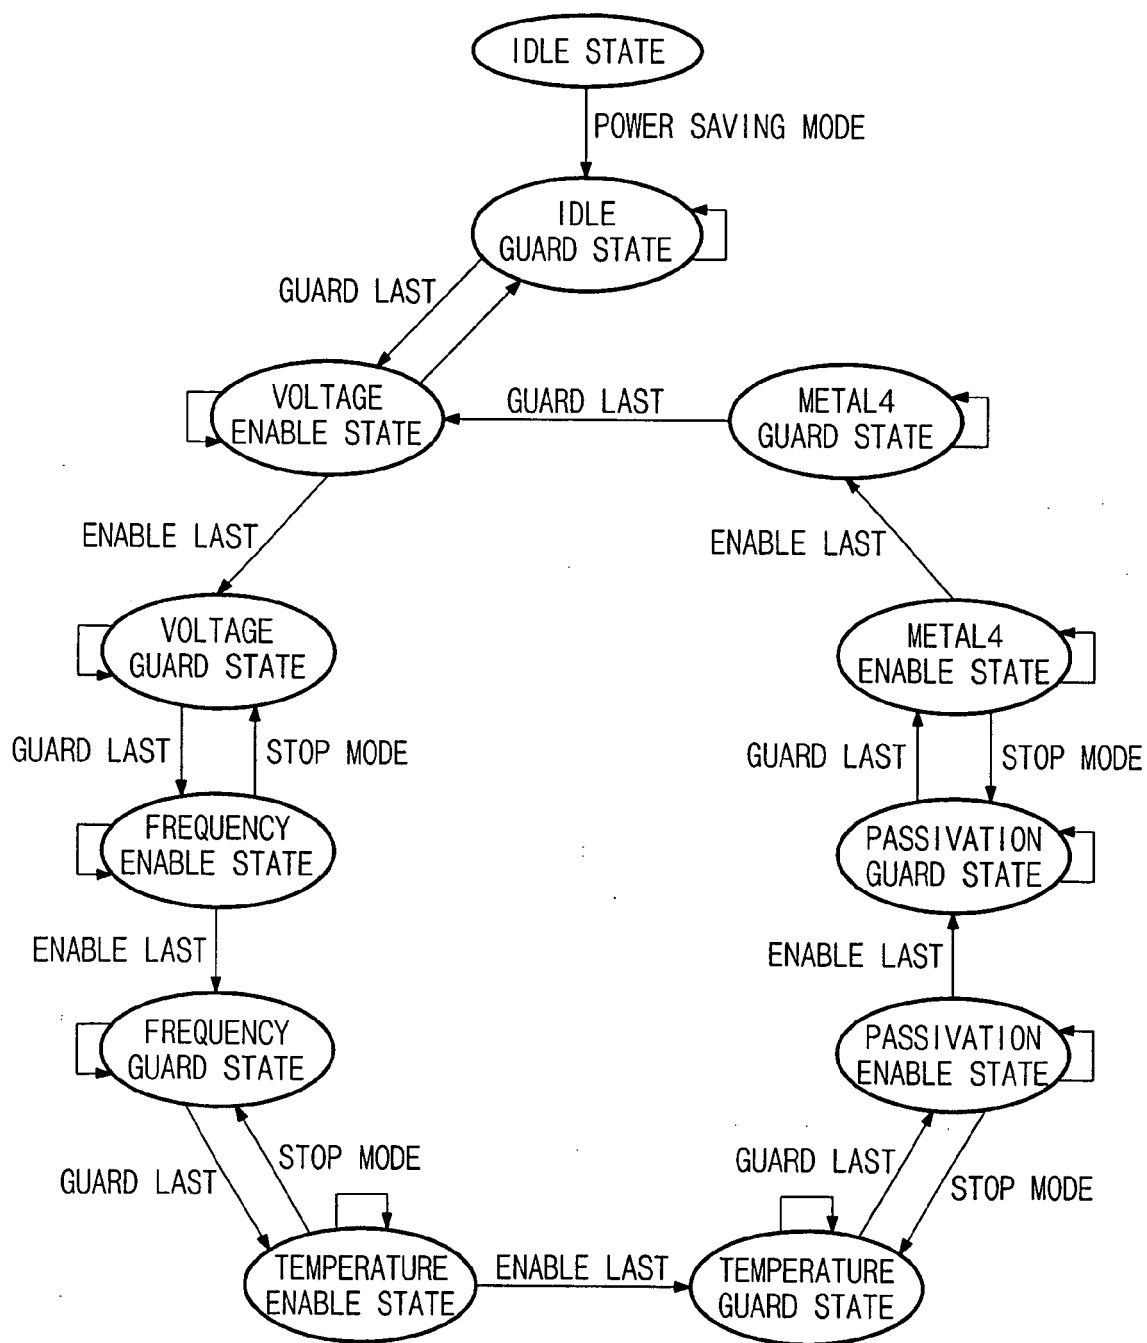 IDLE STATE
POWER SAVING MODE
IDLE
GUARD STATE
GUARD LAST
VOLTAGE
ENABLE STATE
GUARD LAST
METAL4
GUARD STATE
ENABLE LAST
ENABLE LAST
VOLTAGE
GUARD STATE
METAL4
ENABLE STATE
GUARD LAST
STOP MODE
GUARD LAST
STOP MODE
FREQUENCY
ENABLE STATE
PASSIVATION
GUARD STATE
ENABLE LAST
ENABLE LAST
FREQUENCY
GUARD STATE
PASSIVATION
ENABLE STATE
GUARD LAST
STOP MODE
GUARD LAST
STOP MODE
TEMPERATURE
ENABLE STATE
ENABLE LAST
TEMPERATURE
GUARD STATE